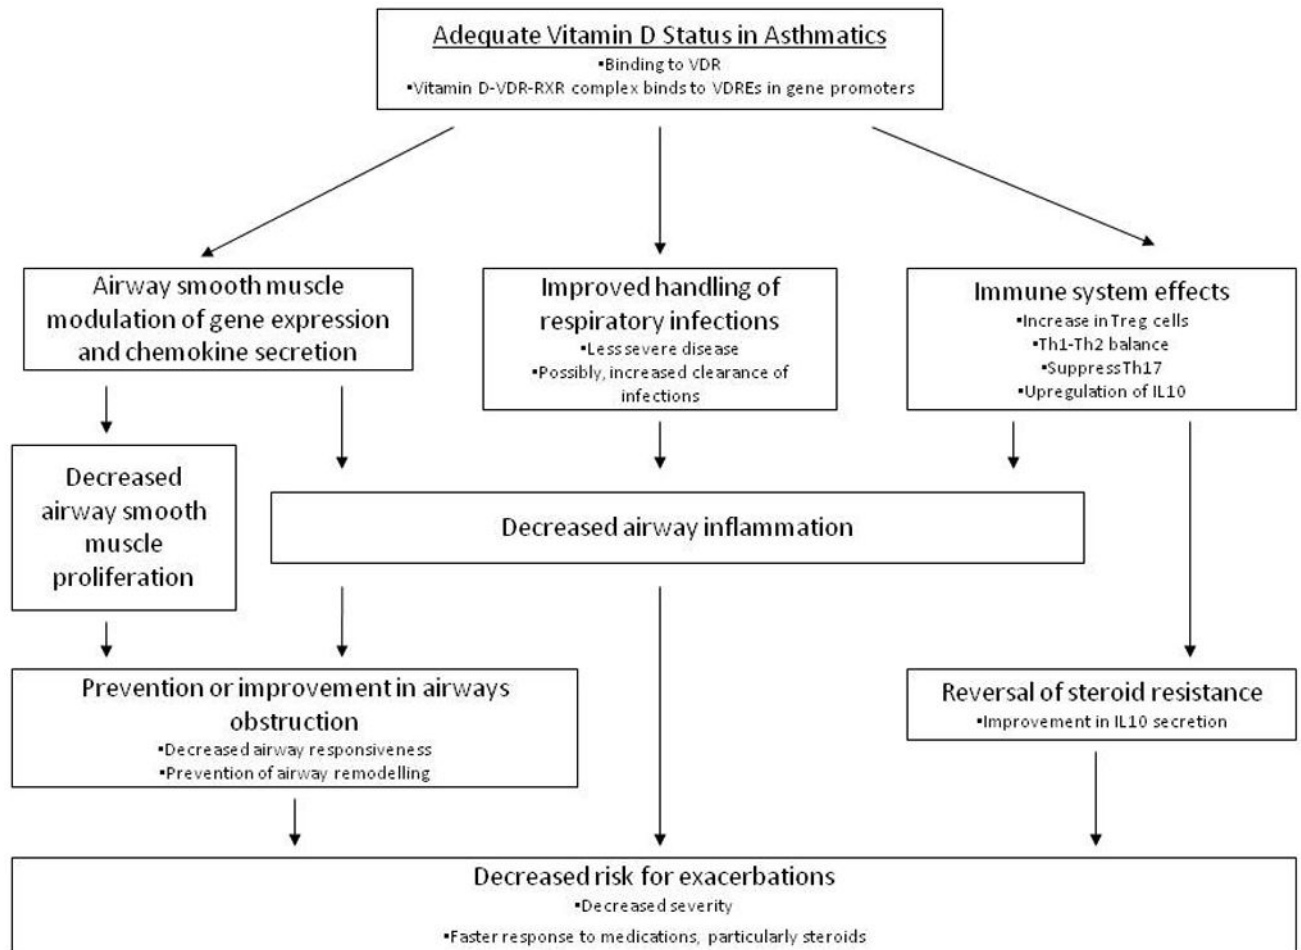 Adequate Vitamin D Status in Asthmatics
▪Binding to VDR
▪Vitamin D-VDR-RXR complex binds to VDREs in gene promoters
Airway smooth muscle
modulation of gene expression
and chemokine secretion
Improved handling of
respiratory infections
▪Less severe disease
▪Possibly, increased clearance of
infections
Immune system effects
▪Increase in Treg cells
▪Th1-Th2 balance
▪Suppress Th17
▪Upregulation of IL10
Decreased
airway smooth
muscle
proliferation
Decreased airway inflammation
Prevention or improvement in airways
obstruction
▪Decreased airway responsiveness
▪Prevention of airway remodelling
Reversal of steroid resistance
▪Improvement in IL10 secretion
Decreased risk for exacerbations
▪Decreased severity
▪Faster response to medications, particularly steroids